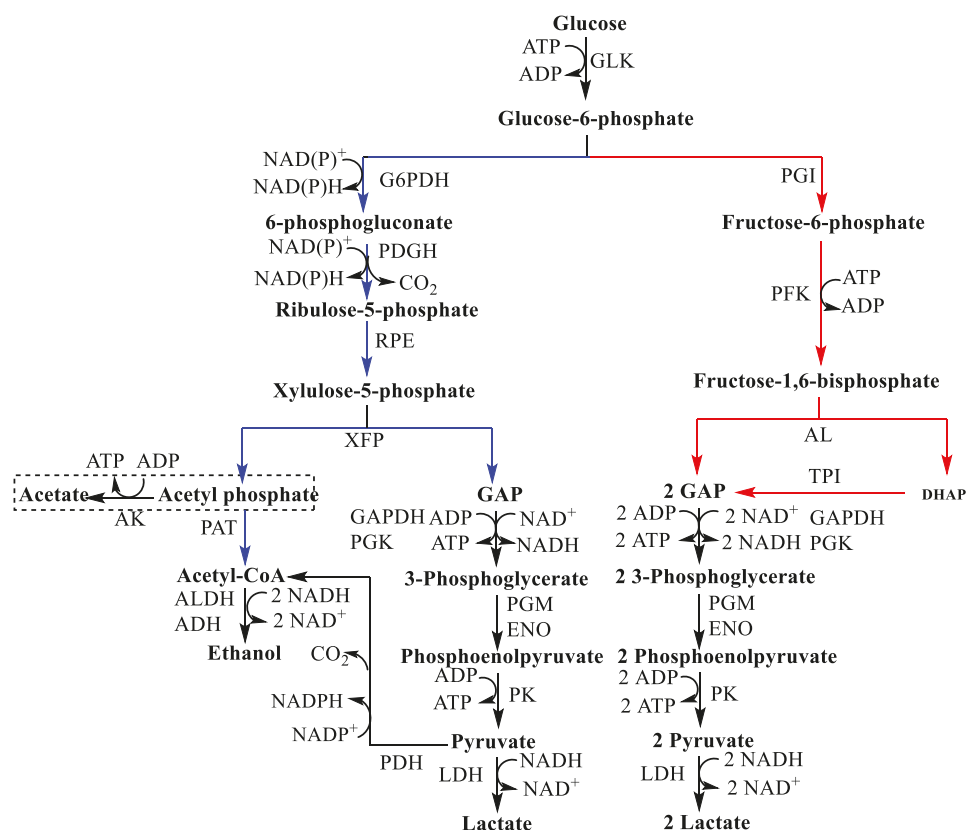 Glucose
ATP
ADP
GLK
Glucose-6-phosphate
NAD(P)+
NAD(P)H
G6PDH
PGI
6-phosphogluconate
Fructose-6-phosphate
NAD(P)+
NAD(P)H
PDGH
CO2
PFK
ATP
ADP
Ribulose-5-phosphate
RPE
Xylulose-5-phosphate
Fructose-1,6-bisphosphate
XFP
AL
ATP ADP
Acetate
Acetyl phosphate
AK
PAT
GAP
2 GAP
TPI
DHAP
GAPDH
PGK
ADP
ATP
NAD+
NADH
2 ADP
2 ATP
2 NAD+
2 NADH
GAPDH
PGK
Acetyl-CoA
3-Phosphoglycerate
2 3-Phosphoglycerate
ALDH
ADH
2 NADH
2 NAD+
PGM
ENO
PGM
ENO
Ethanol
CO2
Phosphoenolpyruvate
2 Phosphoenolpyruvate
NADPH
NADP+
ADP
ATP
PK
2 ADP
2 ATP
PK
PDH
Pyruvate
2 Pyruvate
LDH
NADH
NAD+
LDH
2 NADH
2 NAD+
Lactate
2 Lactate